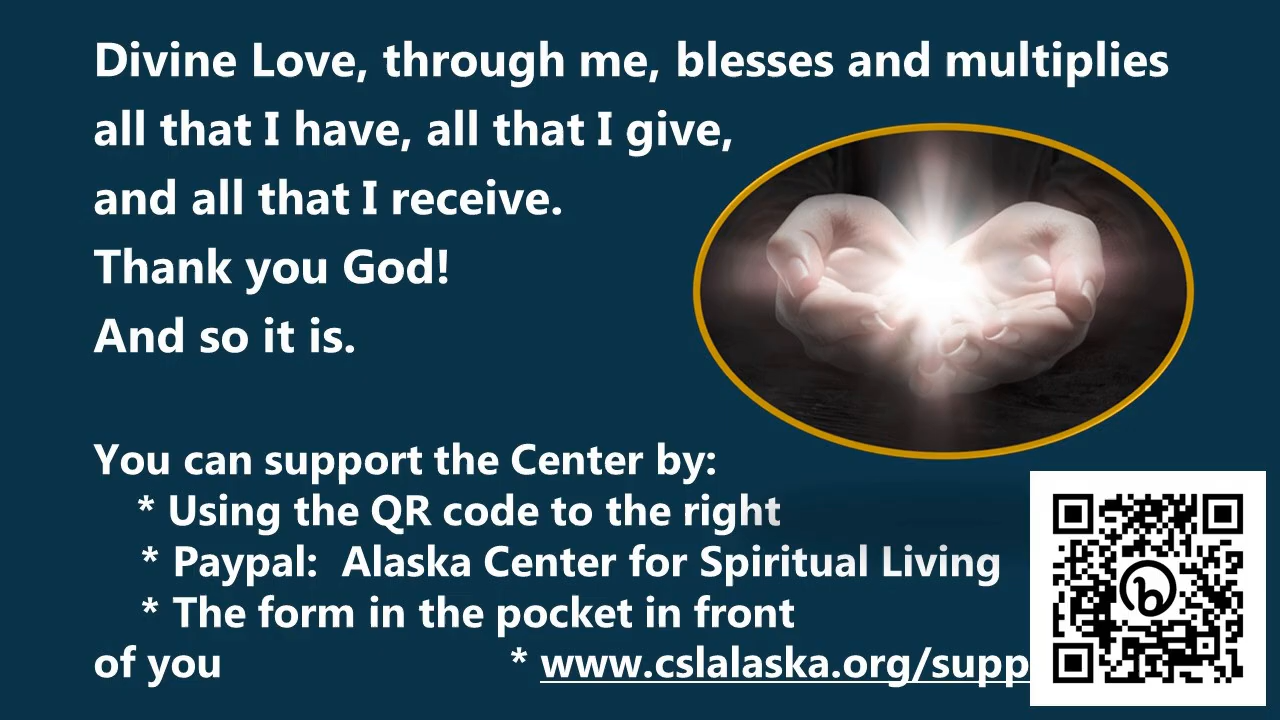 Divine Love, through me, blesses and multiplies
all that I have, all that I give,
and all that I receive.
Thank you God!
And so it is.
You can support the Center by:
* Using the QR code to the right
* Paypal: Alaska Center for Spiritual Living
* The form in the pocket in front
of you * www.cslalaska.org/supp
b